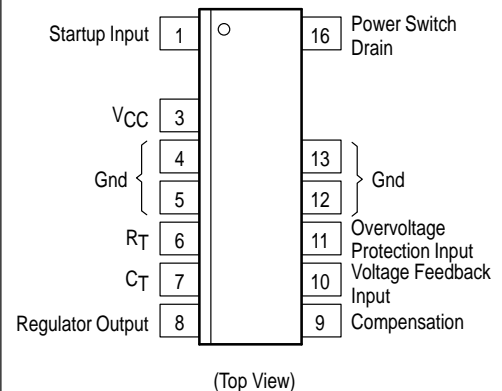 Startup Input 1 16 Power Switch
Drain
VCC 3
4 13
Gnd Gnd
5 12
RT 6 11 Overvoltage
Protection Input
CT 7 10 Voltage Feedback
Input
Regulator Output 8 9 Compensation
(Top View)